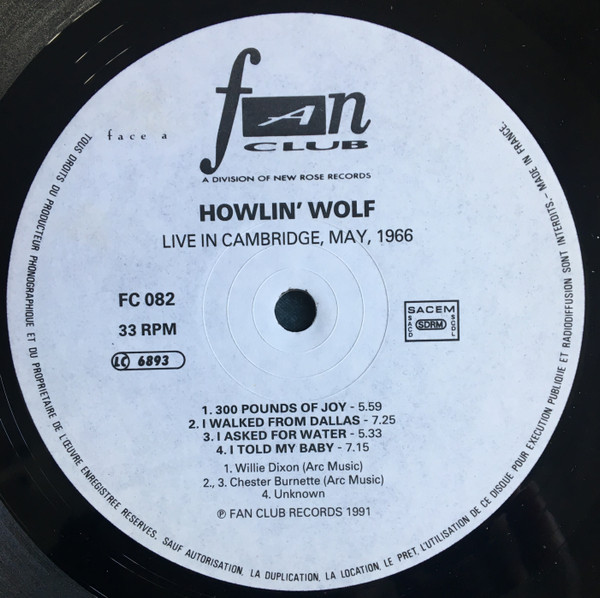 fAn
CLUB
A DIVISION OF NEW ROSE RECORDS
face a
HOWLIN' WOLF
LIVE IN CAMBRIDGE, MAY, 1966
FC 082
33 RPM
LC 6893
SACEM
SACD SDRM SCGL
1. 300 POUNDS OF JOY - 5.59
2. I WALKED FROM DALLAS - 7.25
3. I ASKED FOR WATER - 5.33
4. I TOLD MY BABY - 7.15
1. Willie Dixon (Arc Music)
2., 3. Chester Burnette (Arc Music)
4. Unknown
℗ FAN CLUB RECORDS 1991
TOUS DROITS DU PRODUCTEUR PHONOGRAPHIQUE ET DU PROPRIETAIRE DE L'ŒUVRE ENREGISTREE RESERVES. SAUF AUTORISATION, LA DUPLICATION, LA LOCATION, LE PRET, L'UTILISATION DE CE DISQUE POUR EXECUTION PUBLIQUE ET RADIODIFFUSION SONT INTERDITS. - MADE IN FRANCE.